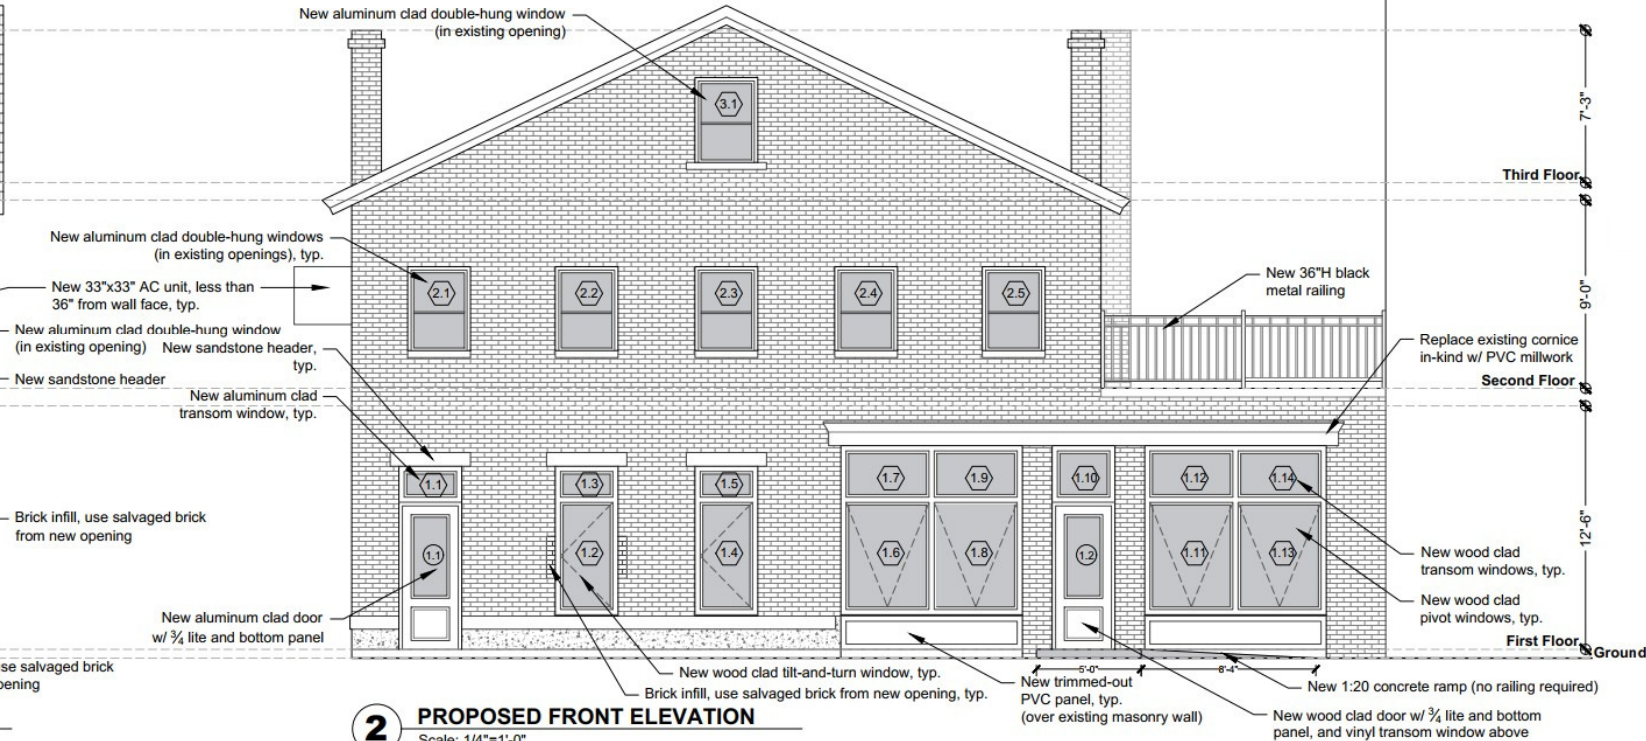 New aluminum clad double-hung window
(in existing opening)
3.1
7'-3"
Third Floor
New aluminum clad double-hung windows
(in existing openings), typ.
New 33"x33" AC unit, less than
36" from wall face, typ.
2.1
2.2
2.3
2.4
2.5
New 36"H black
metal railing
9'-0"
New aluminum clad double-hung window
(in existing opening)
New sandstone header,
typ.
Replace existing cornice
in-kind w/ PVC millwork
New sandstone header
Second Floor
New aluminum clad
transom window, typ.
1.1
1.3
1.5
1.7
1.9
1.10
1.12
1.14
Brick infill, use salvaged brick
from new opening
12'-6"
1.1
1.2
1.4
1.6
1.8
1.2
1.11
1.13
New wood clad
transom windows, typ.
New wood clad
pivot windows, typ.
New aluminum clad door
w/ ¾ lite and bottom panel
First Floor
Ground
se salvaged brick
pening
5'-0"
6'-4"
New wood clad tilt-and-turn window, typ.
Brick infill, use salvaged brick from new opening, typ.
New trimmed-out
PVC panel, typ.
(over existing masonry wall)
New 1:20 concrete ramp (no railing required)
New wood clad door w/ ¾ lite and bottom
panel, and vinyl transom window above
2
PROPOSED FRONT ELEVATION
Scale: 1/4"=1'-0"